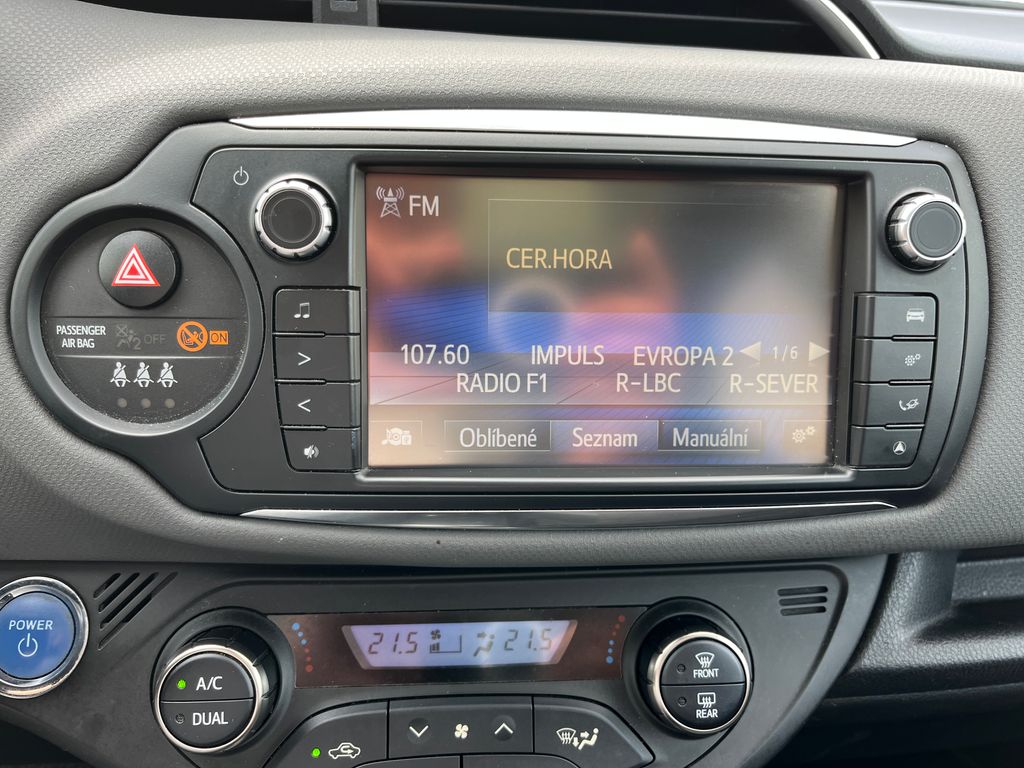 FM
CER.HORA
PASSENGER
AIR BAG
2 OFF
ON
107.60 IMPULS EVROPA 2 1/6
RADIO F1 R-LBC R-SEVER
Oblíbené Seznam Manuální
POWER
21.5 21.5
A/C
DUAL
FRONT
REAR